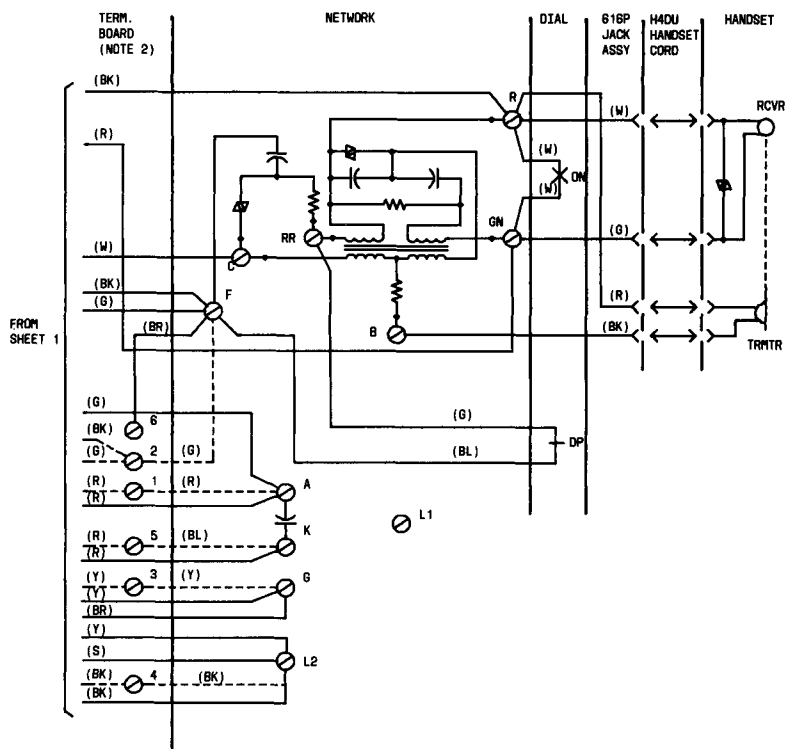 TERM.
BOARD
(NOTE 2)
NETWORK
DIAL
616P
JACK
ASSY
H4DU
HANDSET
CORD
HANDSET
(BK)
R
(W)
RCVR
(R)
(W)
ON
(W)
RR
GN
(G)
(W)
C
(BK)
F
(G)
(R)
FROM
SHEET 1
(BR)
B
(BK)
TRMTR
(G)
6
(G)
(BK)
2
(G)
(G)
(BL)
DP
(R)
1
(R)
A
(R)
L1
K
(R)
5
(BL)
(R)
(Y)
3
(Y)
G
(Y)
(BR)
(Y)
(S)
L2
(BK)
4
(BK)
(BK)